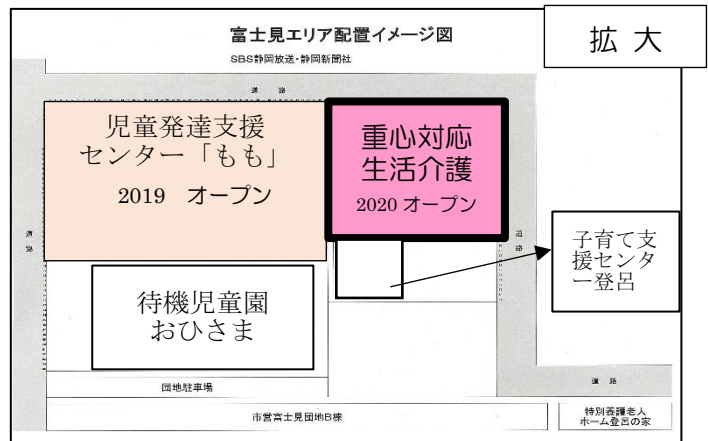 富士見エリア配置イメージ図
拡 大
SBS静岡放送・静岡新聞社
道 路
児童発達支援
センター「もも」
2019　オープン
重心対応
生活介護
2020 オープン
道 路
道 路
子育て支
援センタ
ー登呂
待機児童園
おひさま
団地駐車場
道 路
市営富士見団地B棟
特別養護老人
ホーム登呂の家